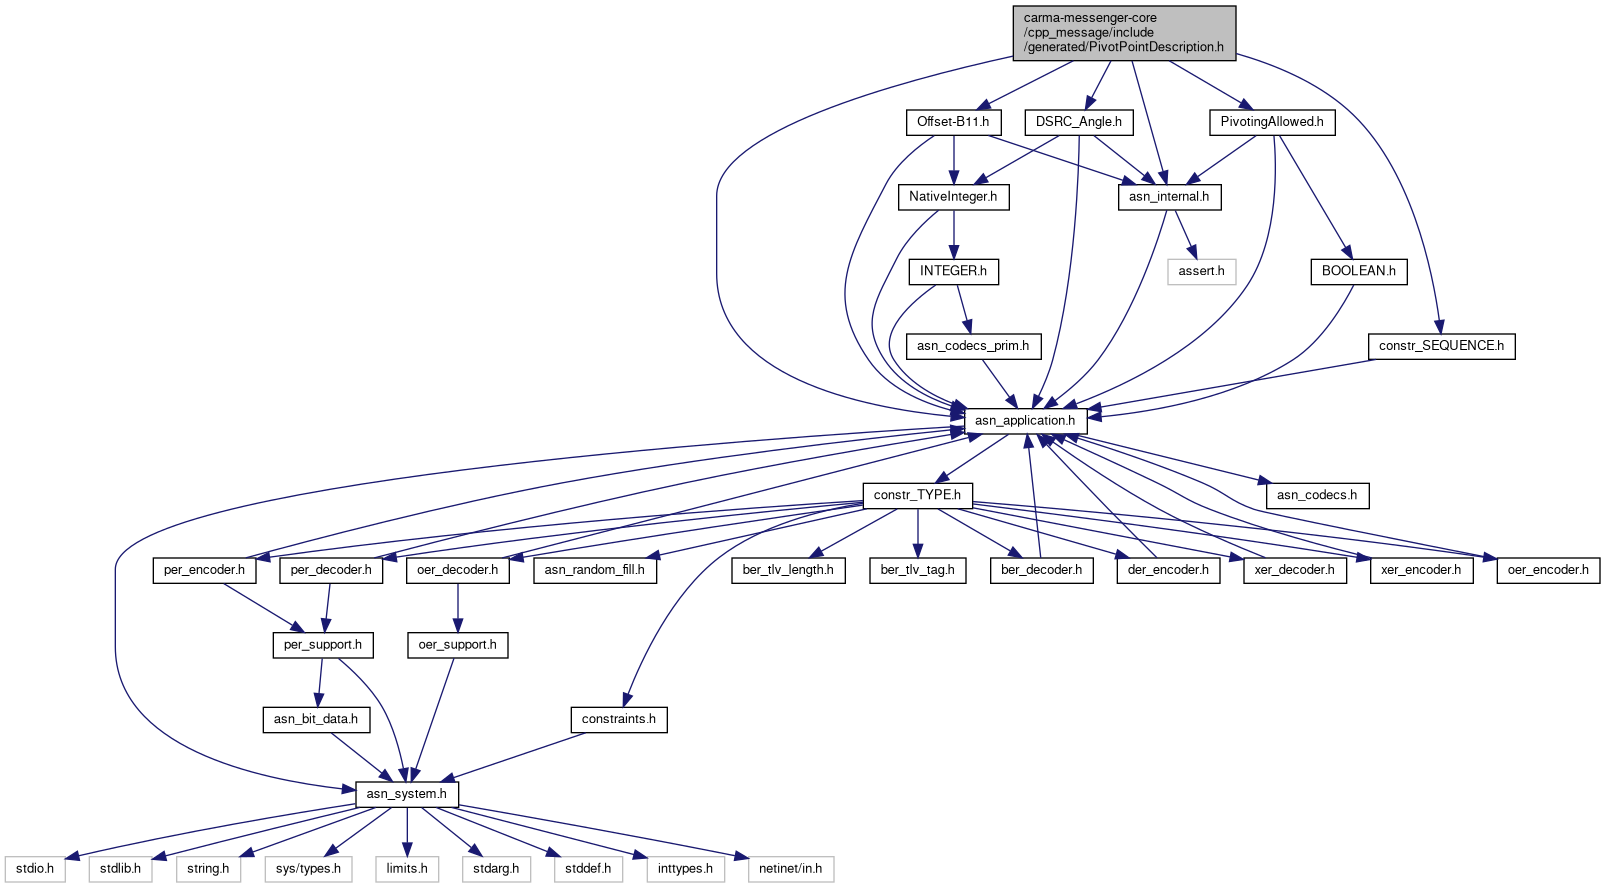 carma-messenger-core
/cpp_message/include
/generated/PivotPointDescription.h
Offset-B11.h
DSRC_Angle.h
PivotingAllowed.h
NativeInteger.h
asn_internal.h
INTEGER.h
assert.h
BOOLEAN.h
asn_codecs_prim.h
constr_SEQUENCE.h
asn_application.h
constr_TYPE.h
asn_codecs.h
per_encoder.h
per_decoder.h
oer_decoder.h
asn_random_fill.h
ber_tlv_length.h
ber_tlv_tag.h
ber_decoder.h
der_encoder.h
xer_decoder.h
xer_encoder.h
oer_encoder.h
per_support.h
oer_support.h
asn_bit_data.h
constraints.h
asn_system.h
stdio.h
stdlib.h
string.h
sys/types.h
limits.h
stdarg.h
stddef.h
inttypes.h
netinet/in.h